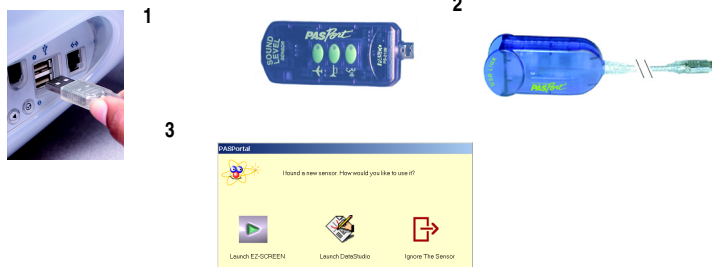 1
2
PASPORT
SOUND
LEVEL
SENSOR
PASCO
PASPORT
3
PASPortal
I found a new sensor. How would you like to use it?
Launch EZ-SCREEN
Launch DataStudio
Ignore The Sensor